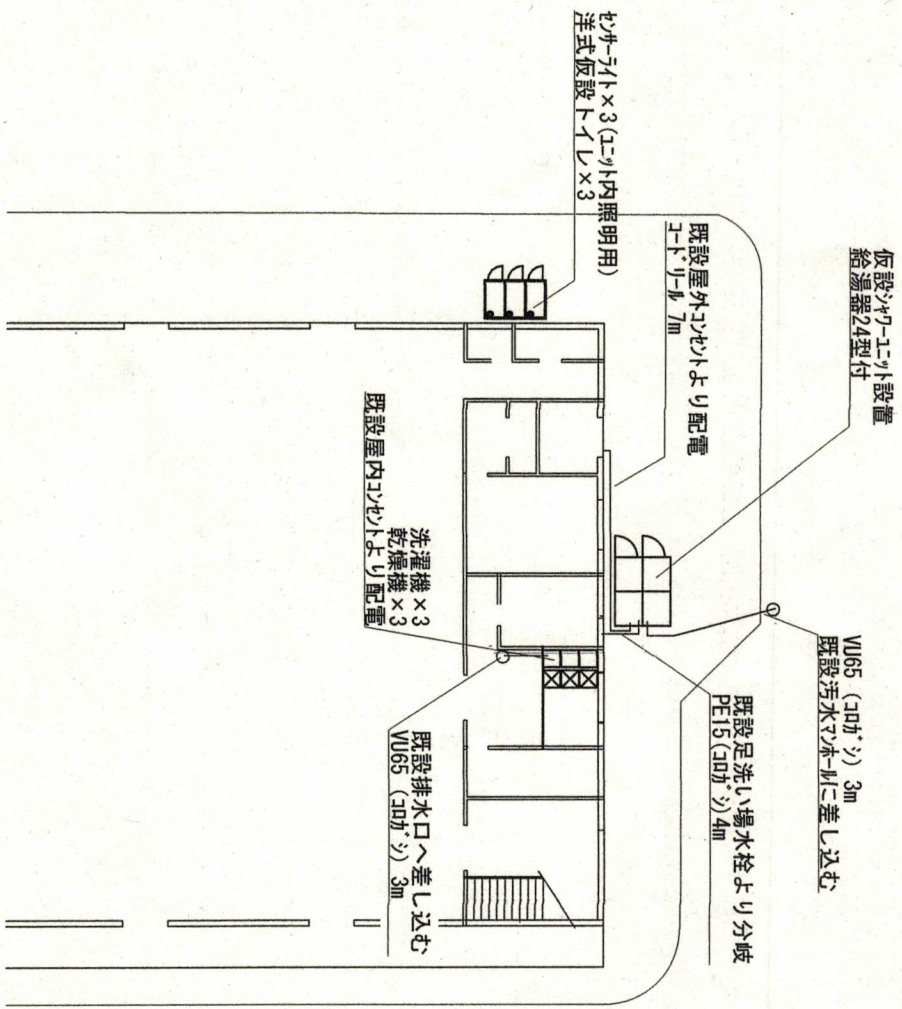 センサーライト×3(ユニット内照明用)
洋式仮設トイレ×3
既設屋外コンセントより配電
コードリール 7m
仮設シャワーユニット設置
給湯器24型付
VU65 (コロガシ) 3m
既設汚水マンホールに差し込む
既設足洗い場水栓より分岐
PE15(コロガシ)4m
洗濯機×3
乾燥機×3
既設屋内コンセントより配電
既設排水口へ差し込む
VU65 (コロガシ) 3m